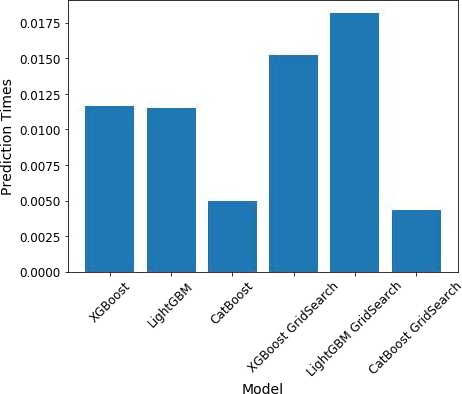 0.0175
0.0150
0.0125
0.0100
0.0075
0.0050
0.0025
0.0000
Prediction Times
XGBoost
LightGBM
CatBoost
XGBoost GridSearch
LightGBM GridSearch
CatBoost GridSearch
Model